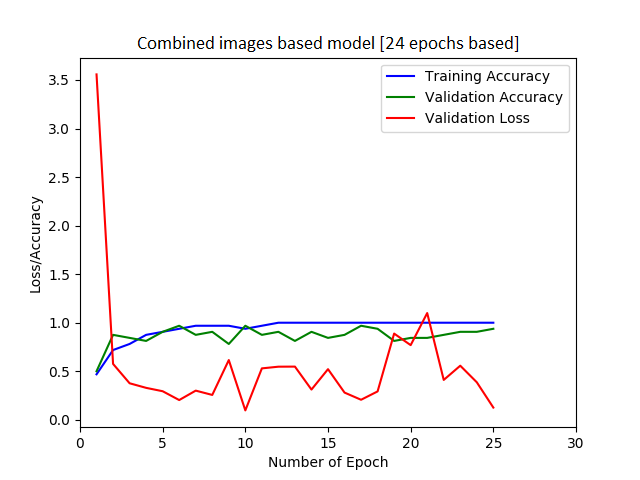 Combined images based model [24 epochs based]
Training Accuracy
Validation Accuracy
Validation Loss
3.5
3.0
2.5
2.0
1.5
1.0
0.5
0.0
Loss/Accuracy
0 5 10 15 20 25 30
Number of Epoch